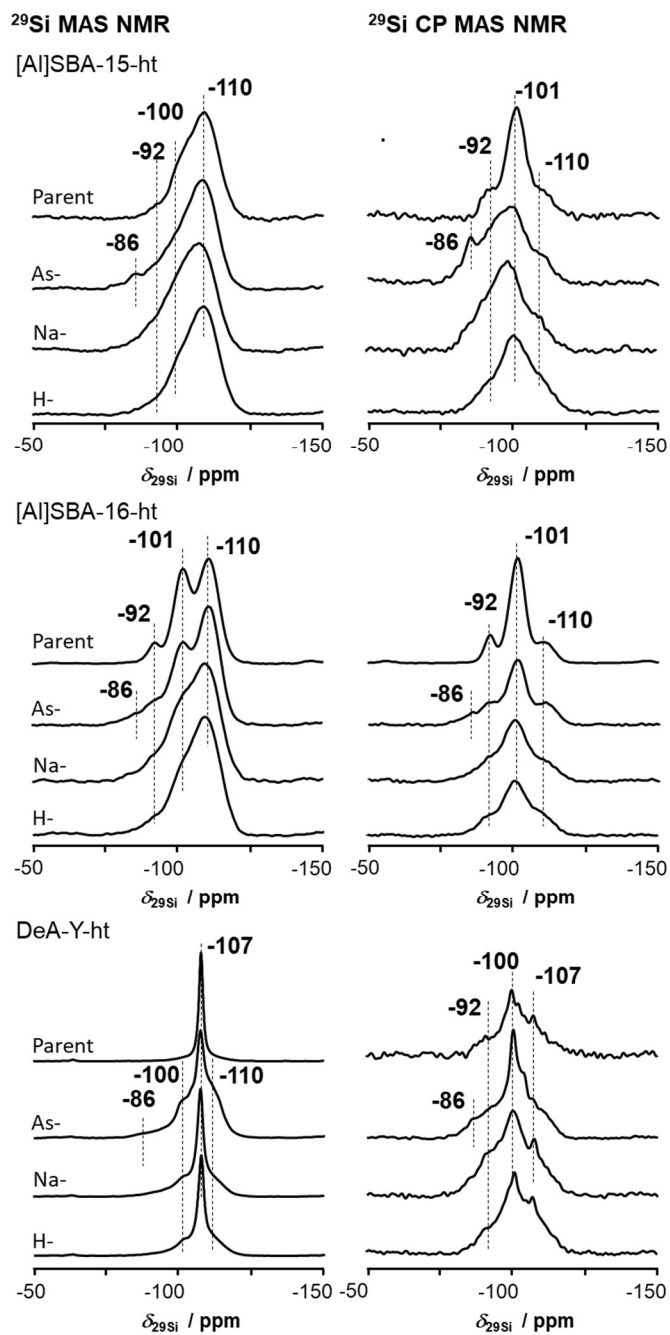 29Si MAS NMR
29Si CP MAS NMR
[Al]SBA-15-ht
-110
-100
-92
Parent
-86
As-
Na-
H-
-50 -100 -150
δ29Si / ppm
-101
-92
-110
-86
-50 -100 -150
δ29Si / ppm
[Al]SBA-16-ht
-101 -110
-92
Parent
-86
As-
Na-
H-
-50 -100 -150
δ29Si / ppm
-101
-92
-110
-86
-50 -100 -150
δ29Si / ppm
DeA-Y-ht
-107
Parent
-100 -110
-86
As-
Na-
H-
-50 -100 -150
δ29Si / ppm
-100
-107
-92
-86
-50 -100 -150
δ29Si / ppm